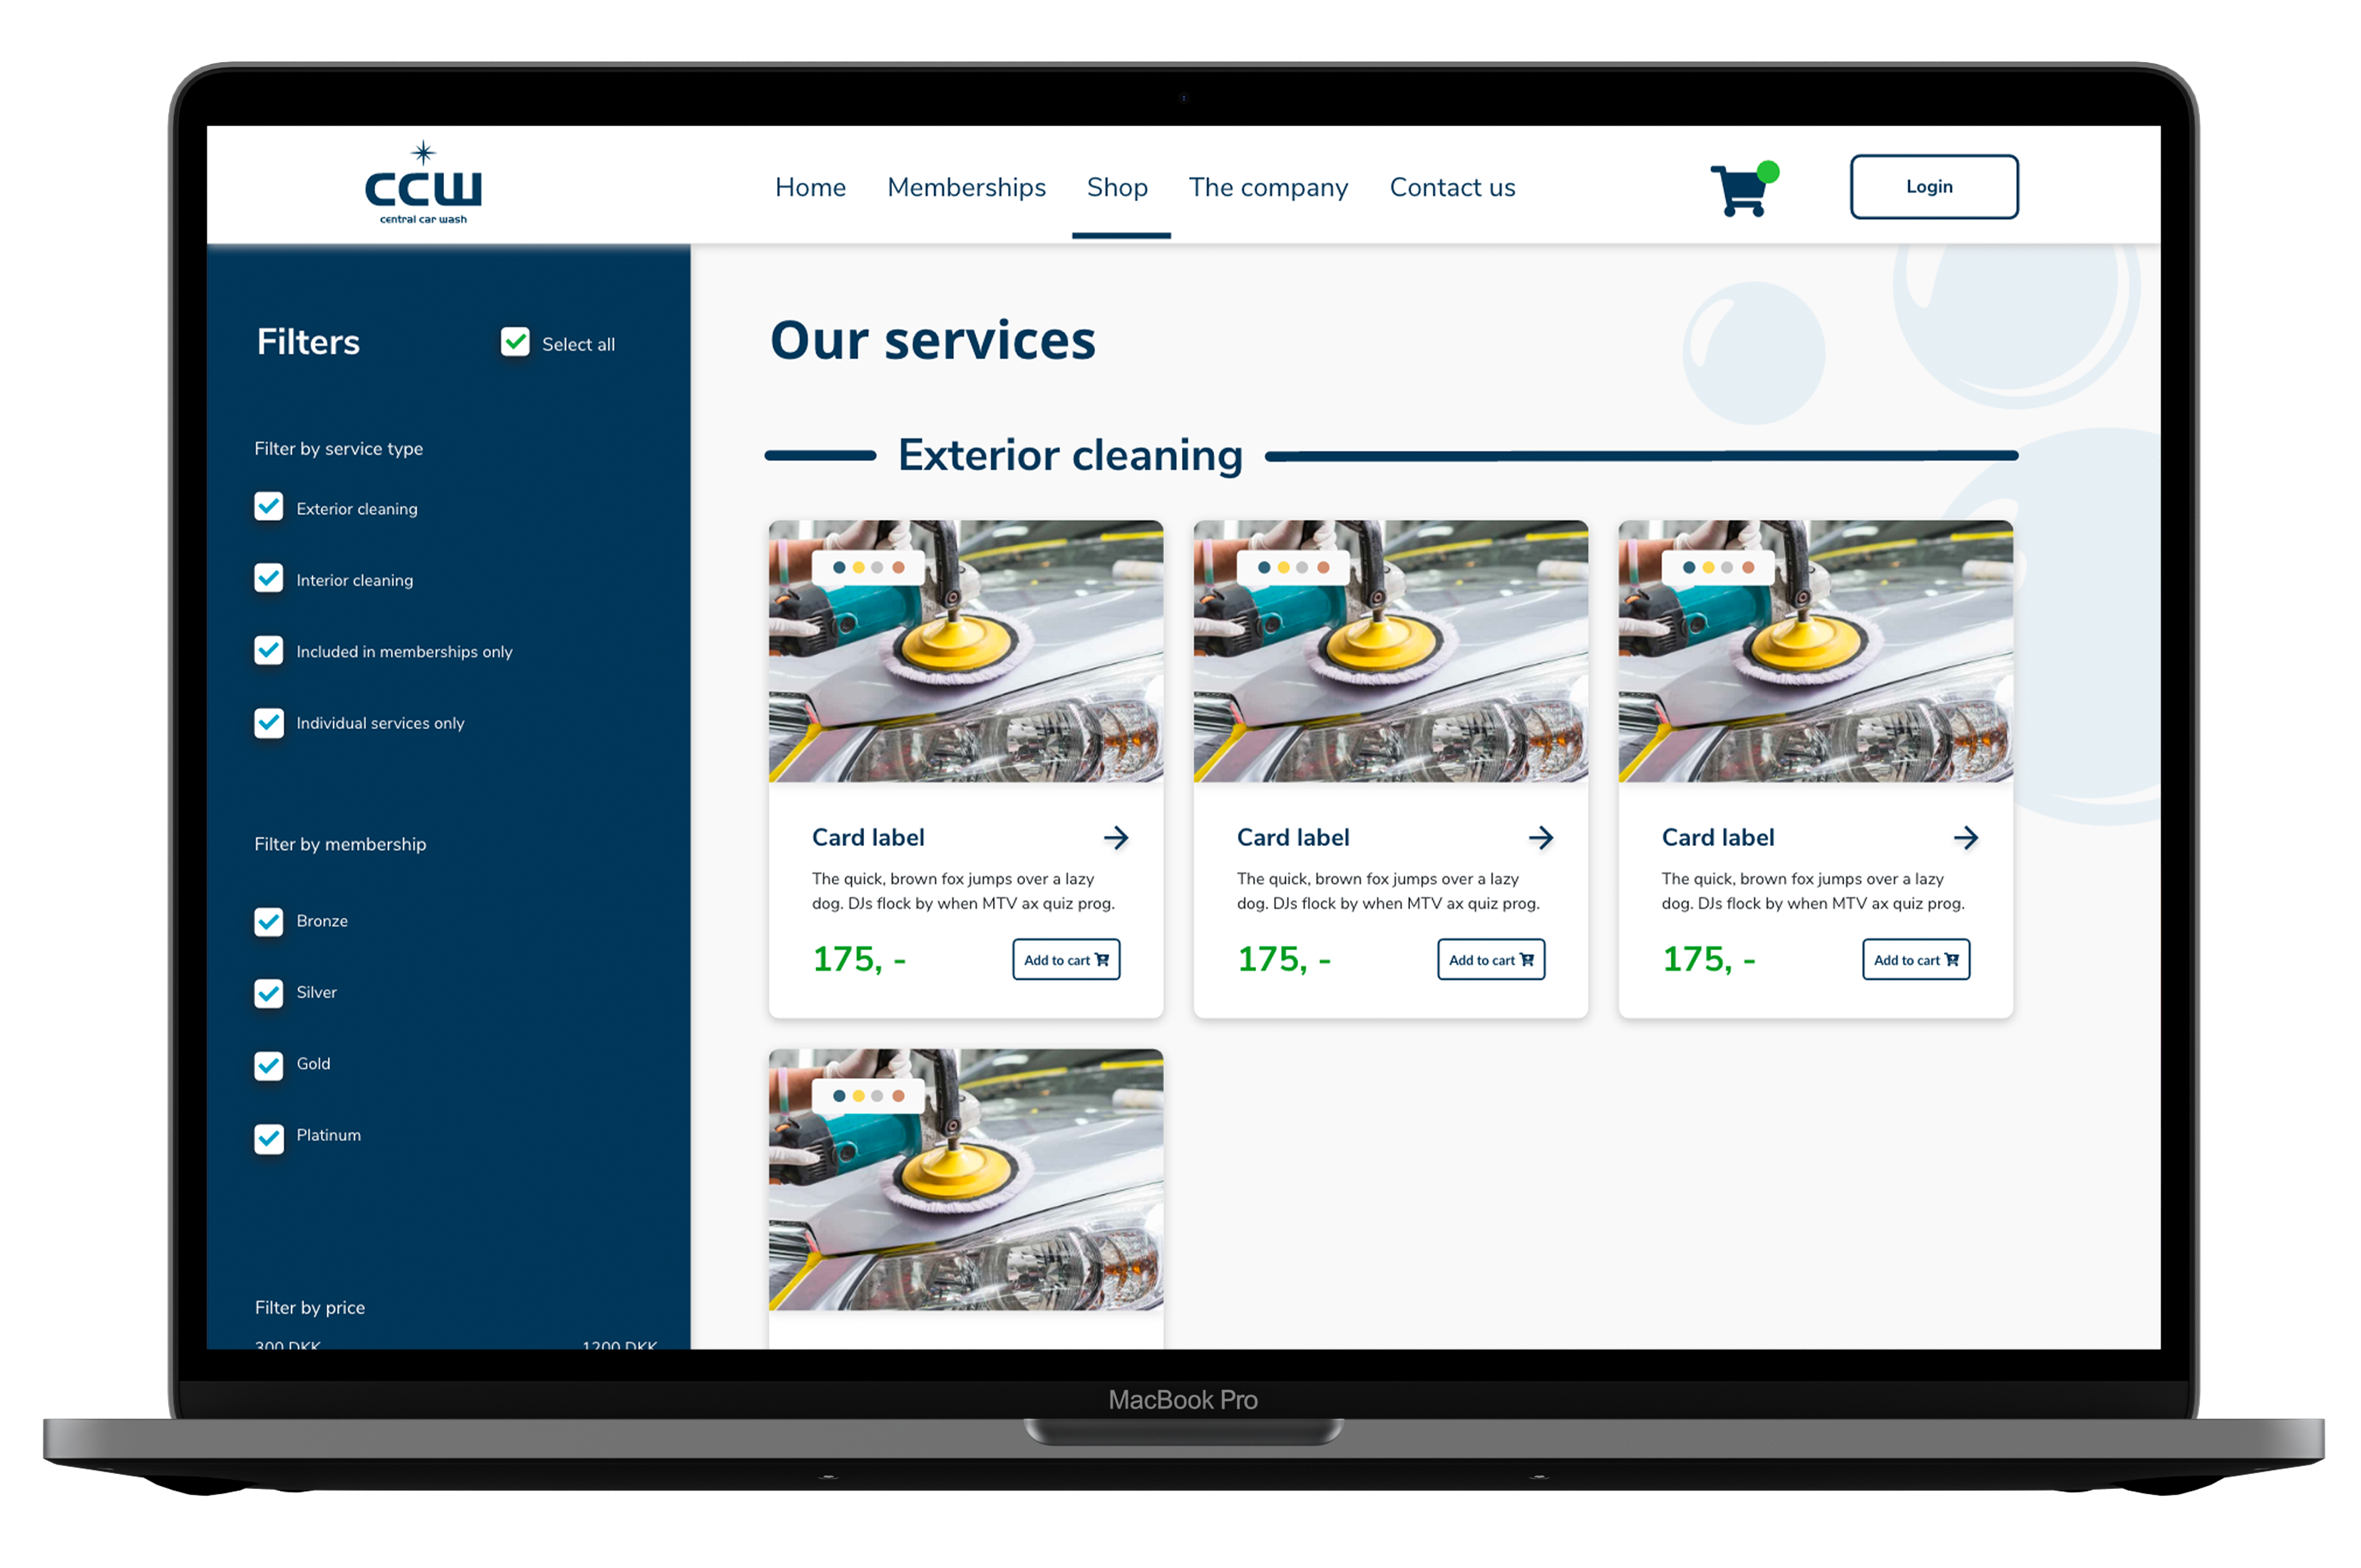 ccw
central car wash
Home Memberships Shop The company Contact us Login
Filters Select all
Filter by service type
Exterior cleaning
Interior cleaning
Included in memberships only
Individual services only
Filter by membership
Bronze
Silver
Gold
Platinum
Filter by price
300 DKK 1200 DKK
Our services
Exterior cleaning
Card label
The quick, brown fox jumps over a lazy
dog. DJs flock by when MTV ax quiz prog.
175, - Add to cart
Card label
The quick, brown fox jumps over a lazy
dog. DJs flock by when MTV ax quiz prog.
175, - Add to cart
Card label
The quick, brown fox jumps over a lazy
dog. DJs flock by when MTV ax quiz prog.
175, - Add to cart
MacBook Pro